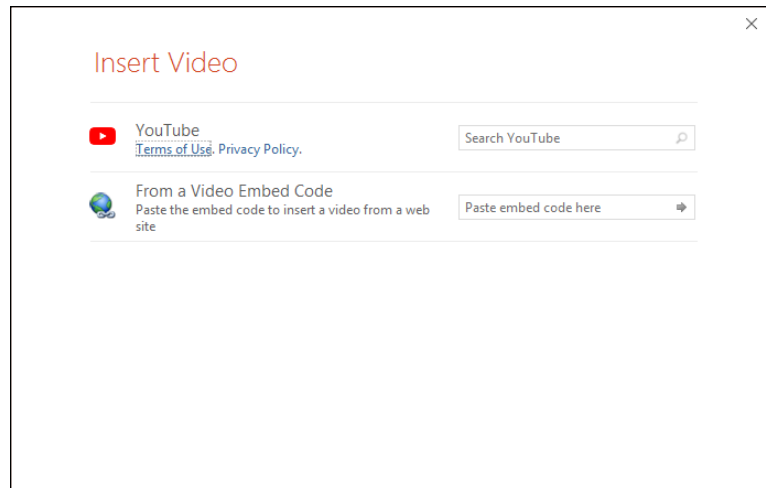 Insert Video
YouTube
Terms of Use. Privacy Policy.
Search YouTube
From a Video Embed Code
Paste the embed code to insert a video from a web
site
Paste embed code here